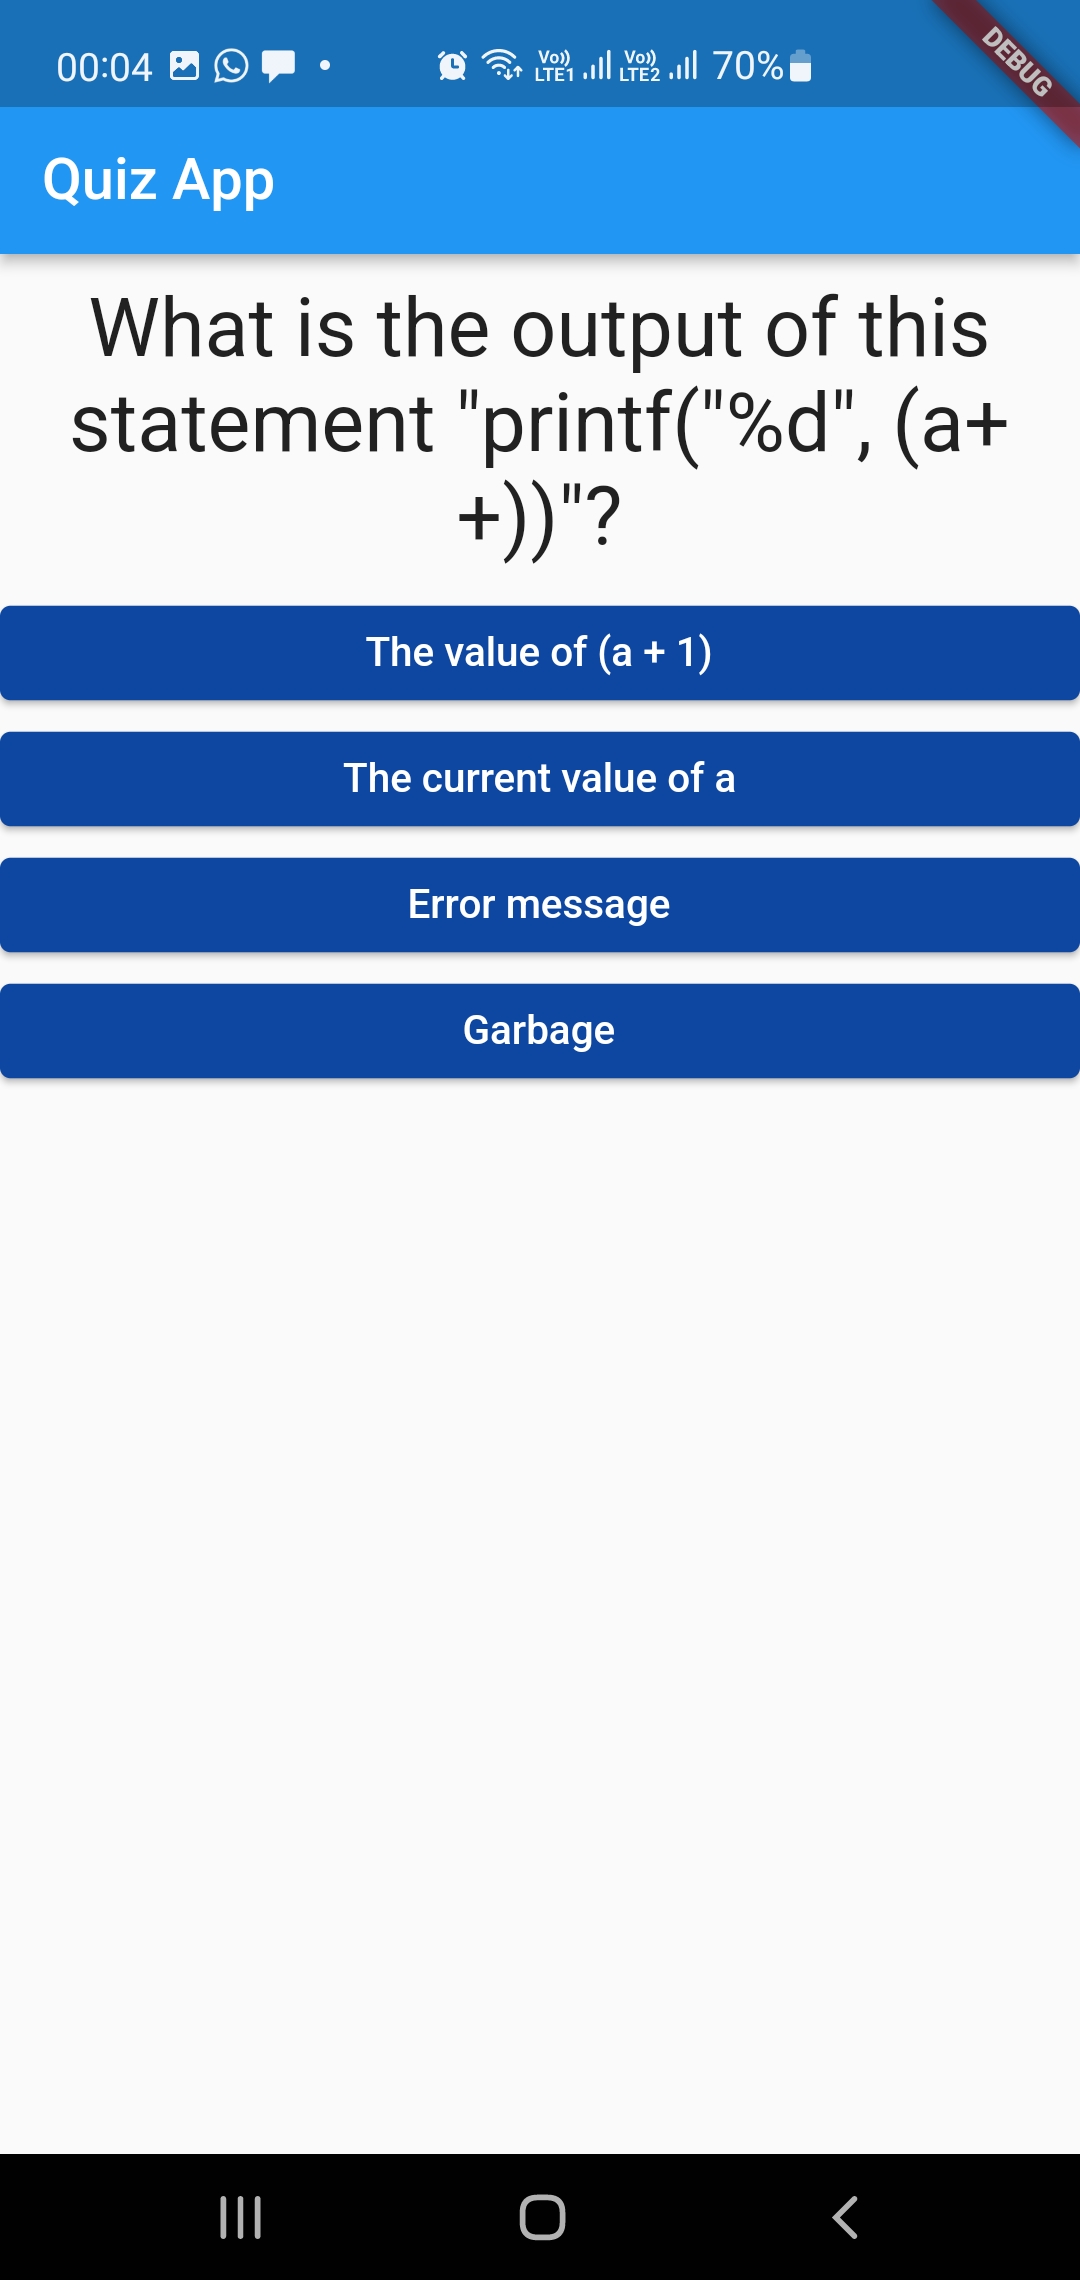 00:04
Vo)) LTE1 Vo)) LTE2 70%
DEBUG
Quiz App
What is the output of this
statement "printf("%d", (a+
+))"?
The value of (a + 1)
The current value of a
Error message
Garbage